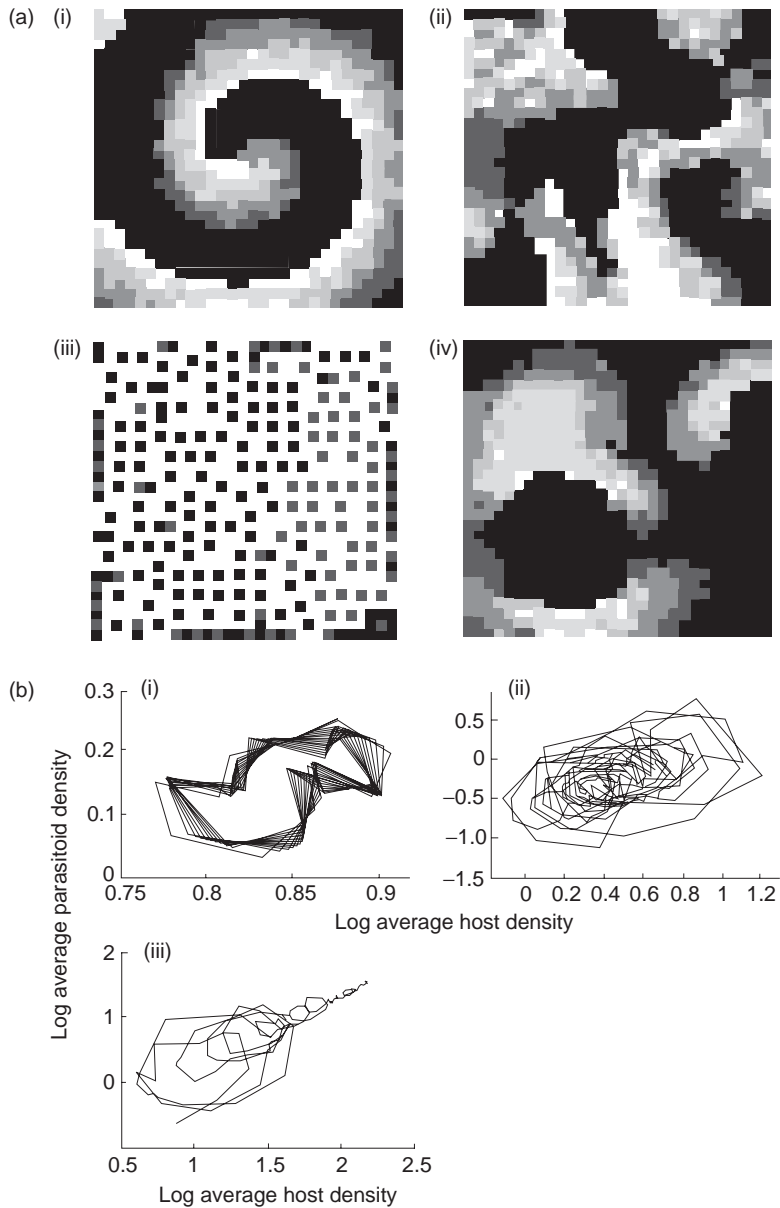 (a) (i) (ii)
(iii) (iv)
(b) (i) (ii)
0.3
0.2
0.1
0
0.75 0.8 0.85 0.9
0.5
0
−0.5
−1.0
−1.5
0 0.2 0.4 0.6 0.8 1.0 1.2
Log average parasitoid density
Log average host density
(iii)
2
1
0
0.5 1 1.5 2 2.5
Log average host density